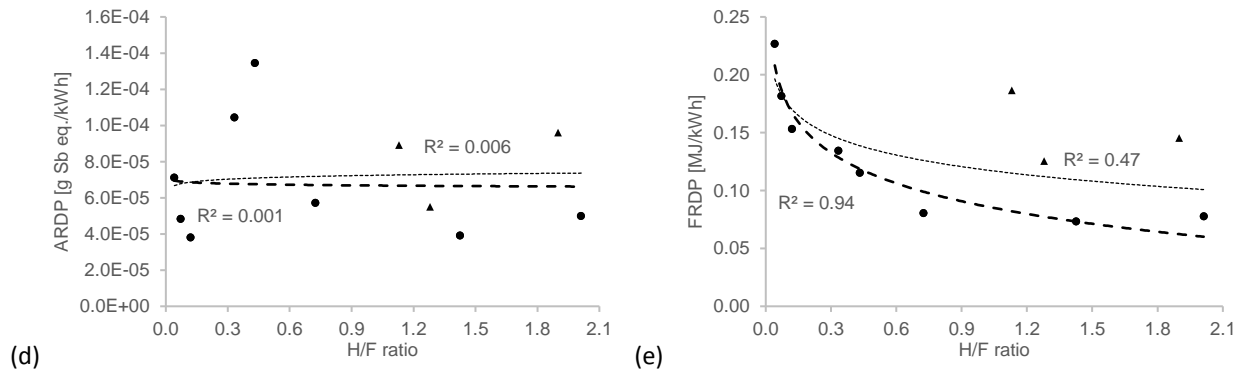 ARDP [g Sb eq./kWh]
1.6E-04
1.4E-04
1.2E-04
1.0E-04
8.0E-05
6.0E-05
4.0E-05
2.0E-05
0.0E+00
R² = 0.006
R² = 0.001
0.0 0.3 0.6 0.9 1.2 1.5 1.8 2.1
H/F ratio
(d)
FRDP [MJ/kWh]
0.25
0.20
0.15
0.10
0.05
0.00
R² = 0.47
R² = 0.94
0.0 0.3 0.6 0.9 1.2 1.5 1.8 2.1
H/F ratio
(e)